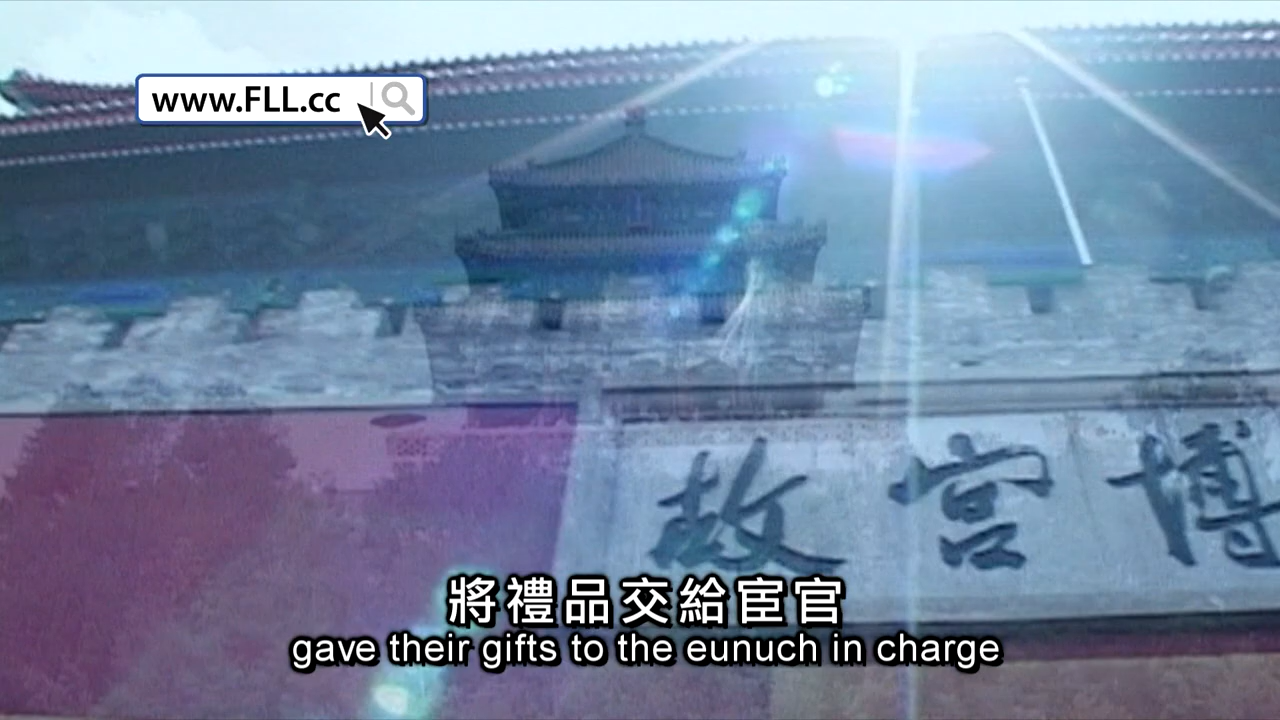 www.FLL.cc
故宮博
將禮品交給宦官
gave their gifts to the eunuch in charge